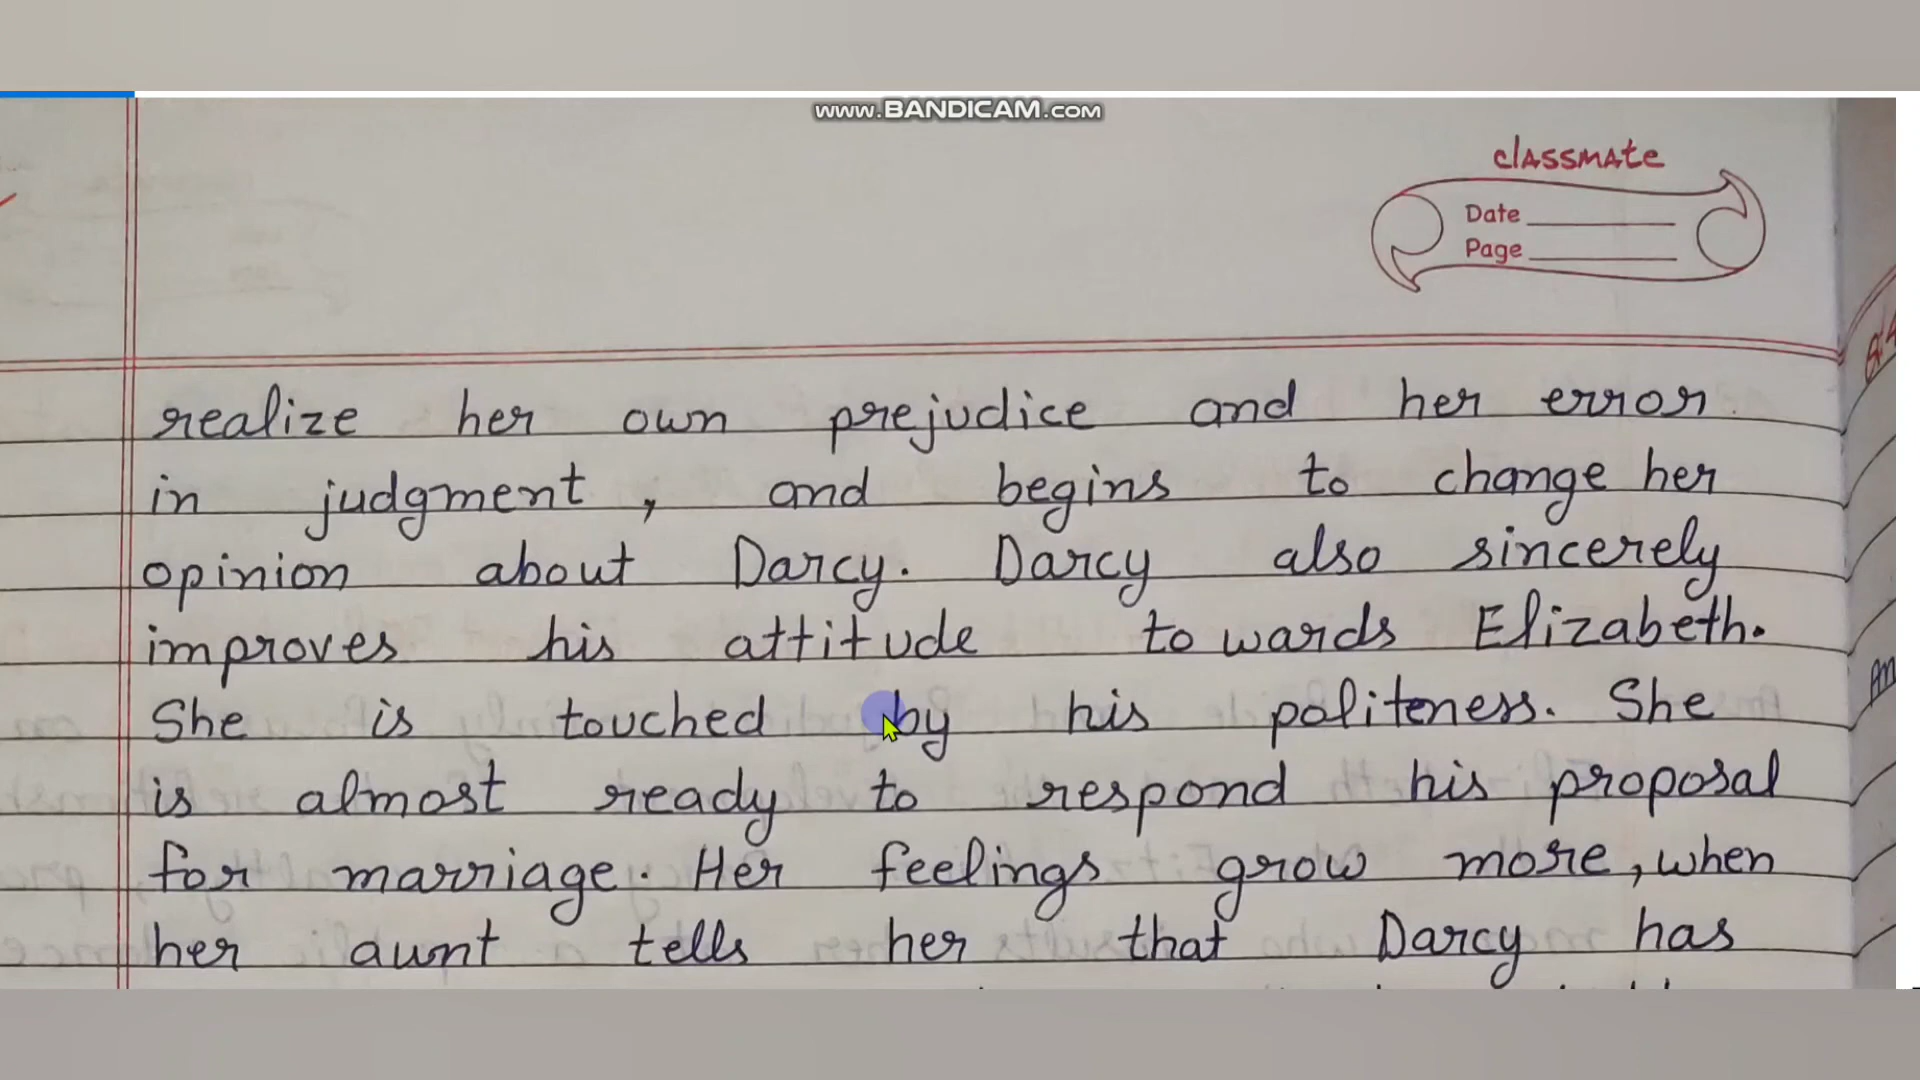 www.BANDICAM.com
classmate
Date
Page
realize her own prejudice and her error
in judgment, and begins to change her
opinion about Darcy. Darcy also sincerely
improves his attitude towards Elizabeth.
She is touched by his politeness. She
is almost ready to respond his proposal
for marriage. Her feelings grow more, when
her aunt tells her that Darcy has